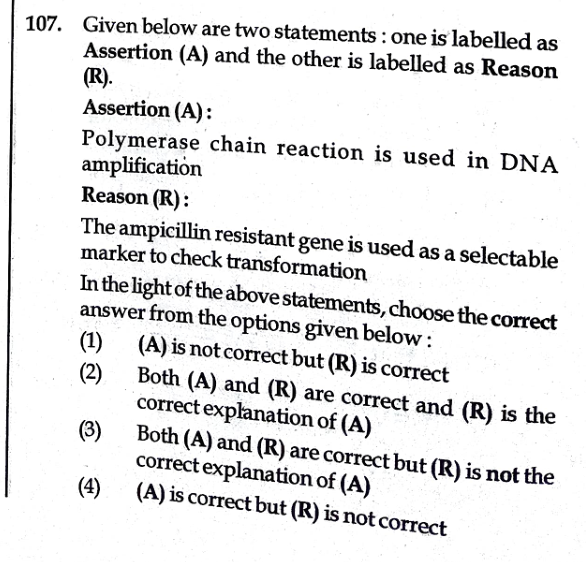 107. Given below are two statements : one is labelled as
Assertion (A) and the other is labelled as Reason
(R).
Assertion (A) :
Polymerase chain reaction is used in DNA
amplification
Reason (R) :
The ampicillin resistant gene is used as a selectable
marker to check transformation
In the light of the above statements, choose the correct
answer from the options given below :
(1) (A) is not correct but (R) is correct
(2) Both (A) and (R) are correct and (R) is the
correct explanation of (A)
(3) Both (A) and (R) are correct but (R) is not the
correct explanation of (A)
(4) (A) is correct but (R) is not correct